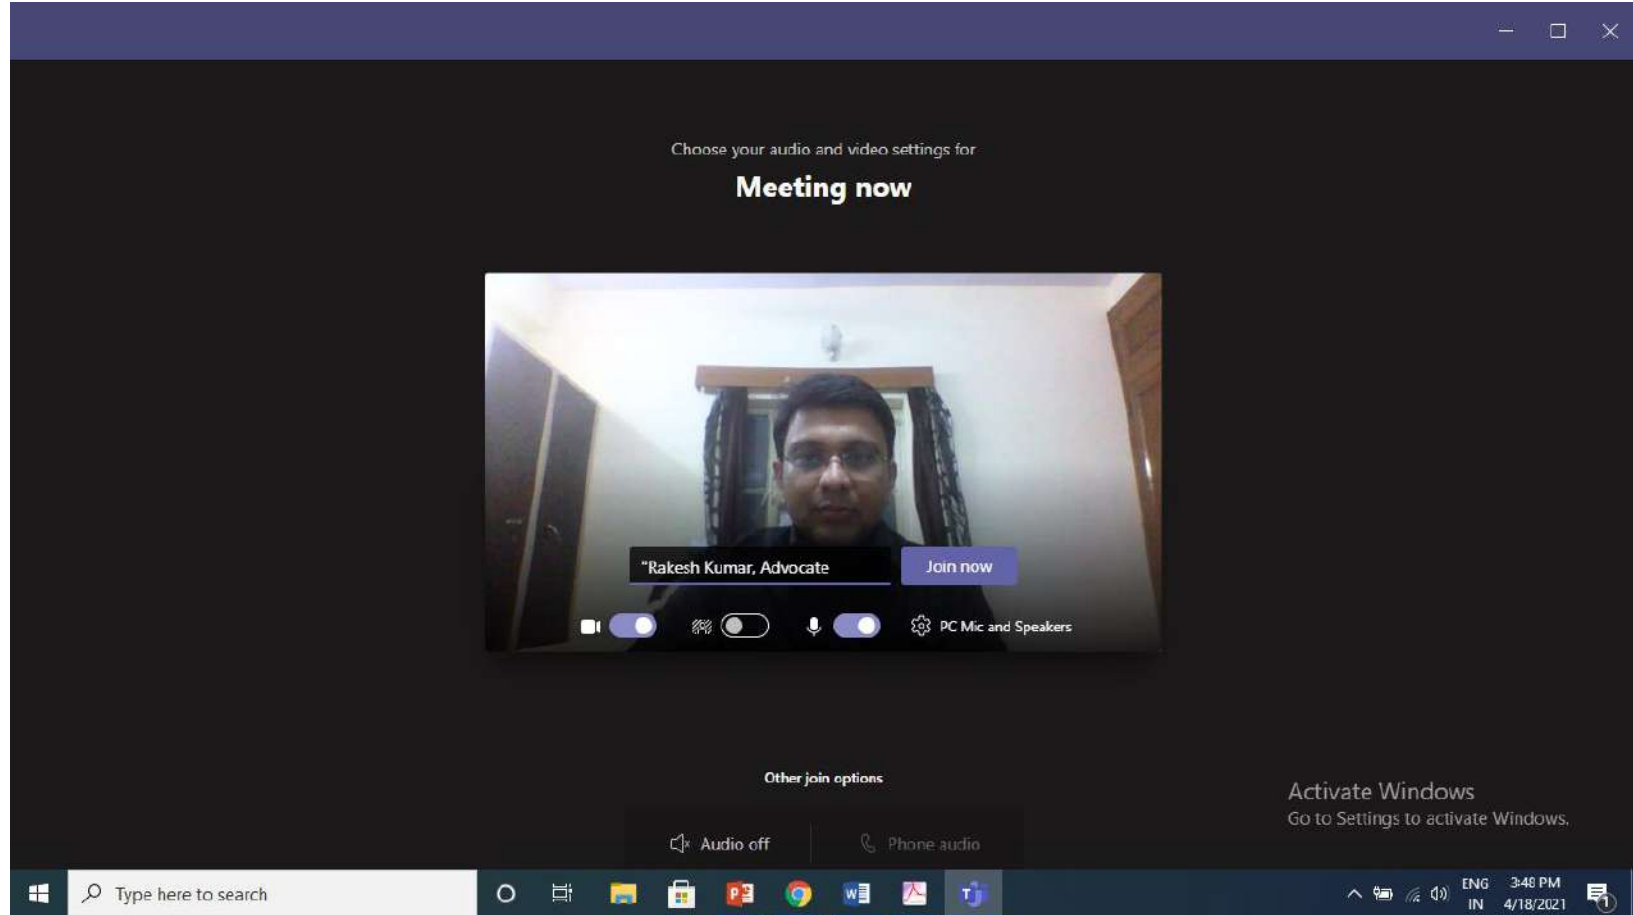 Choose your audio and video settings for
Meeting now
"Rakesh Kumar, Advocate
Join now
PC Mic and Speakers
Other join options
Audio off
Phone audio
Activate Windows
Go to Settings to activate Windows.
Type here to search
ENG
IN
3:48 PM
4/18/2021
1